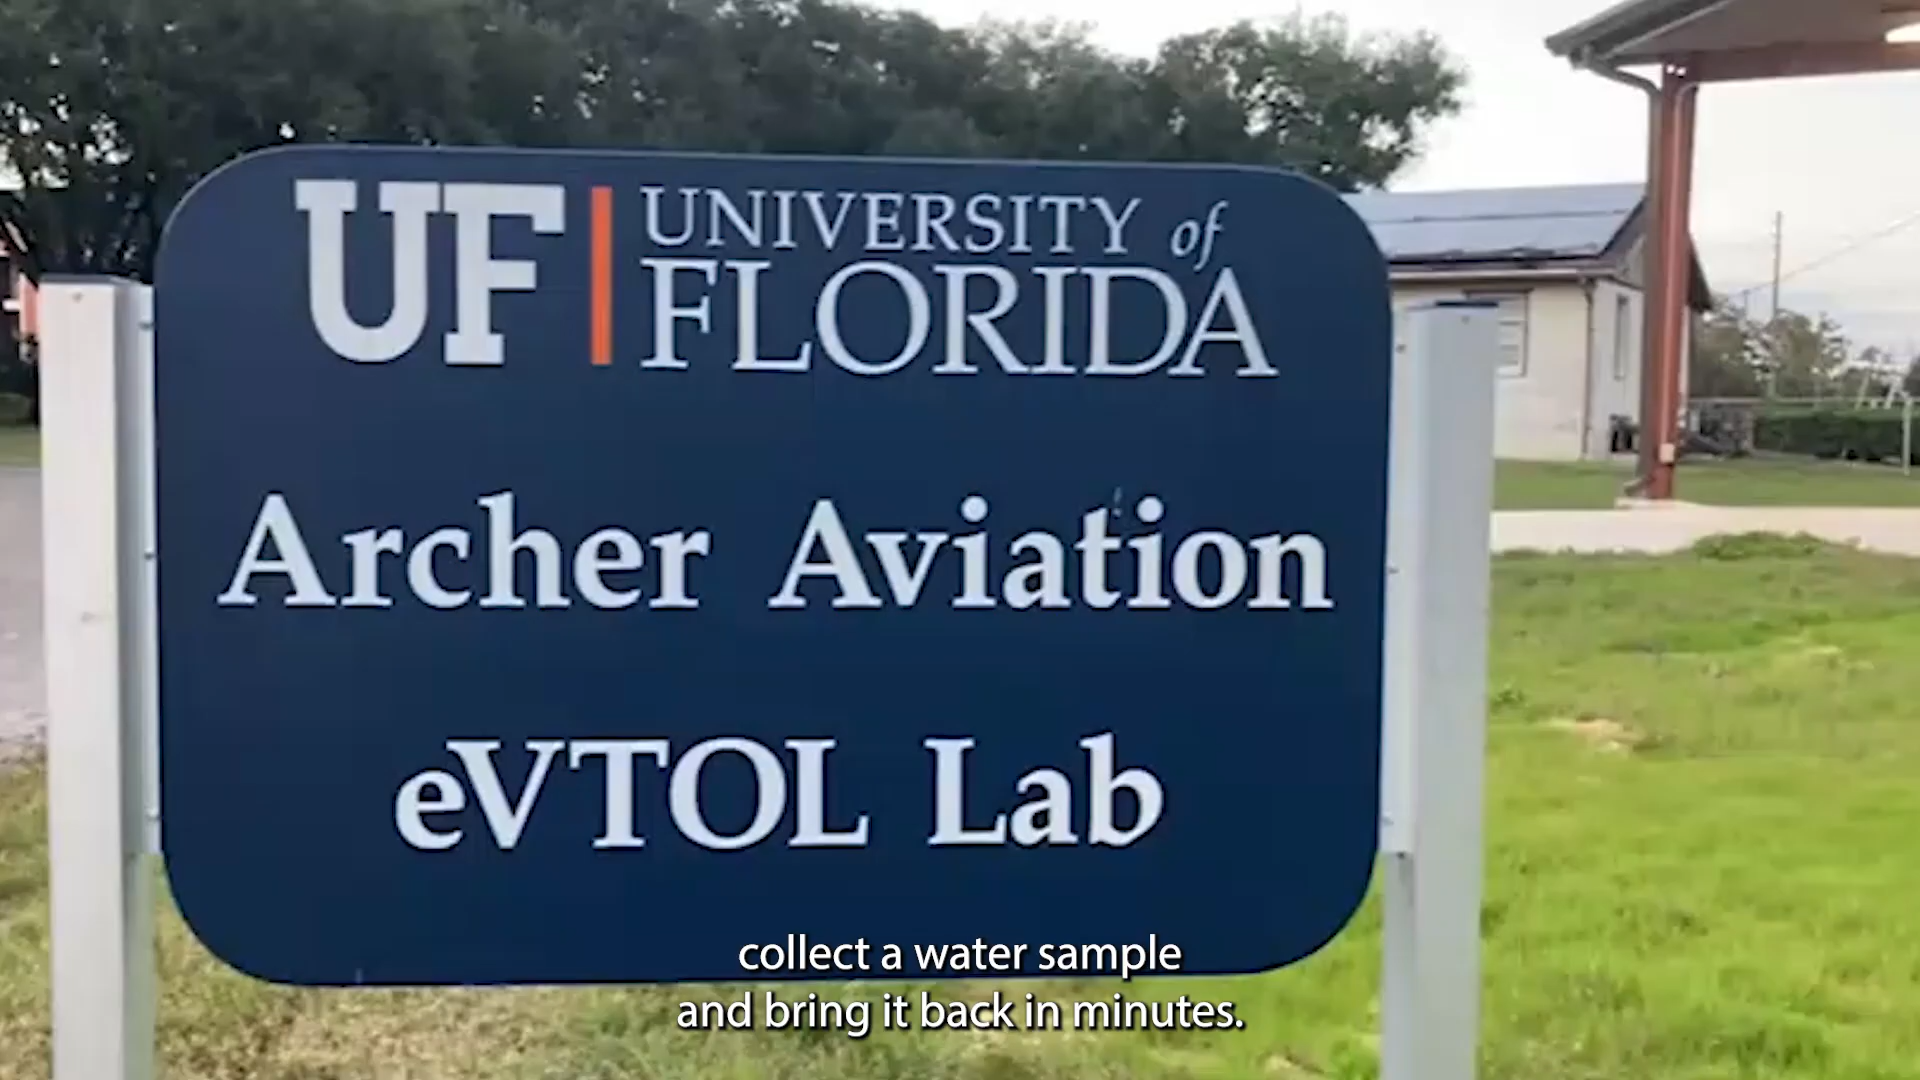 UF | UNIVERSITY of
FLORIDA
Archer Aviation
eVTOL Lab
collect a water sample
and bring it back in minutes.